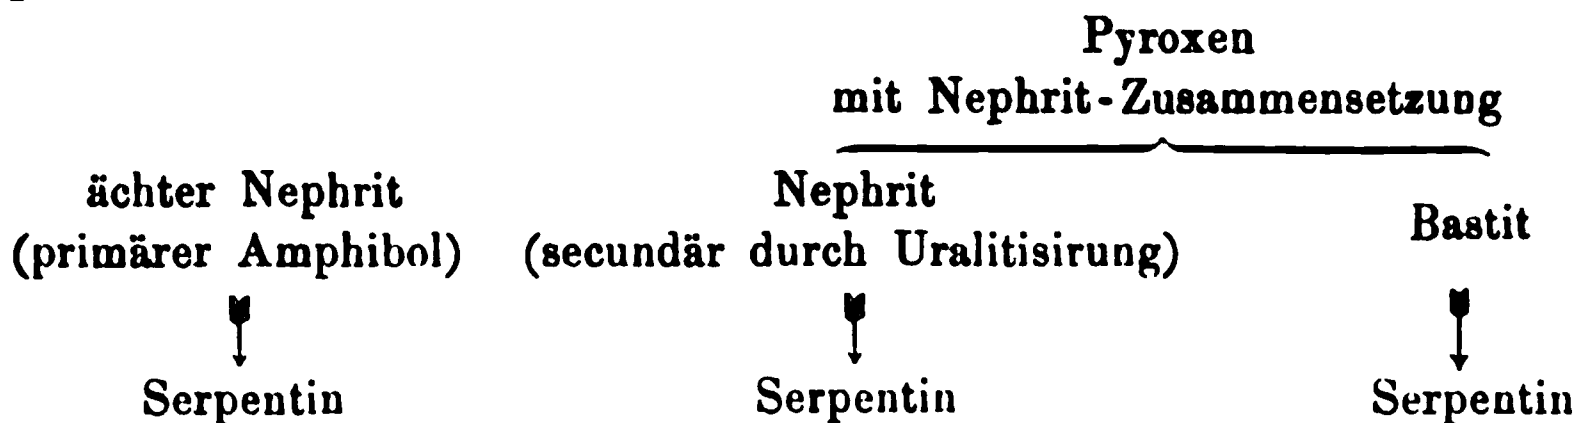 Pyroxen
mit Nephrit-Zusammensetzung
ächter Nephrit
(primärer Amphibol)
Nephrit
(secundär durch Uralitisirung)
Bastit
Serpentin
Serpentin
Serpentin